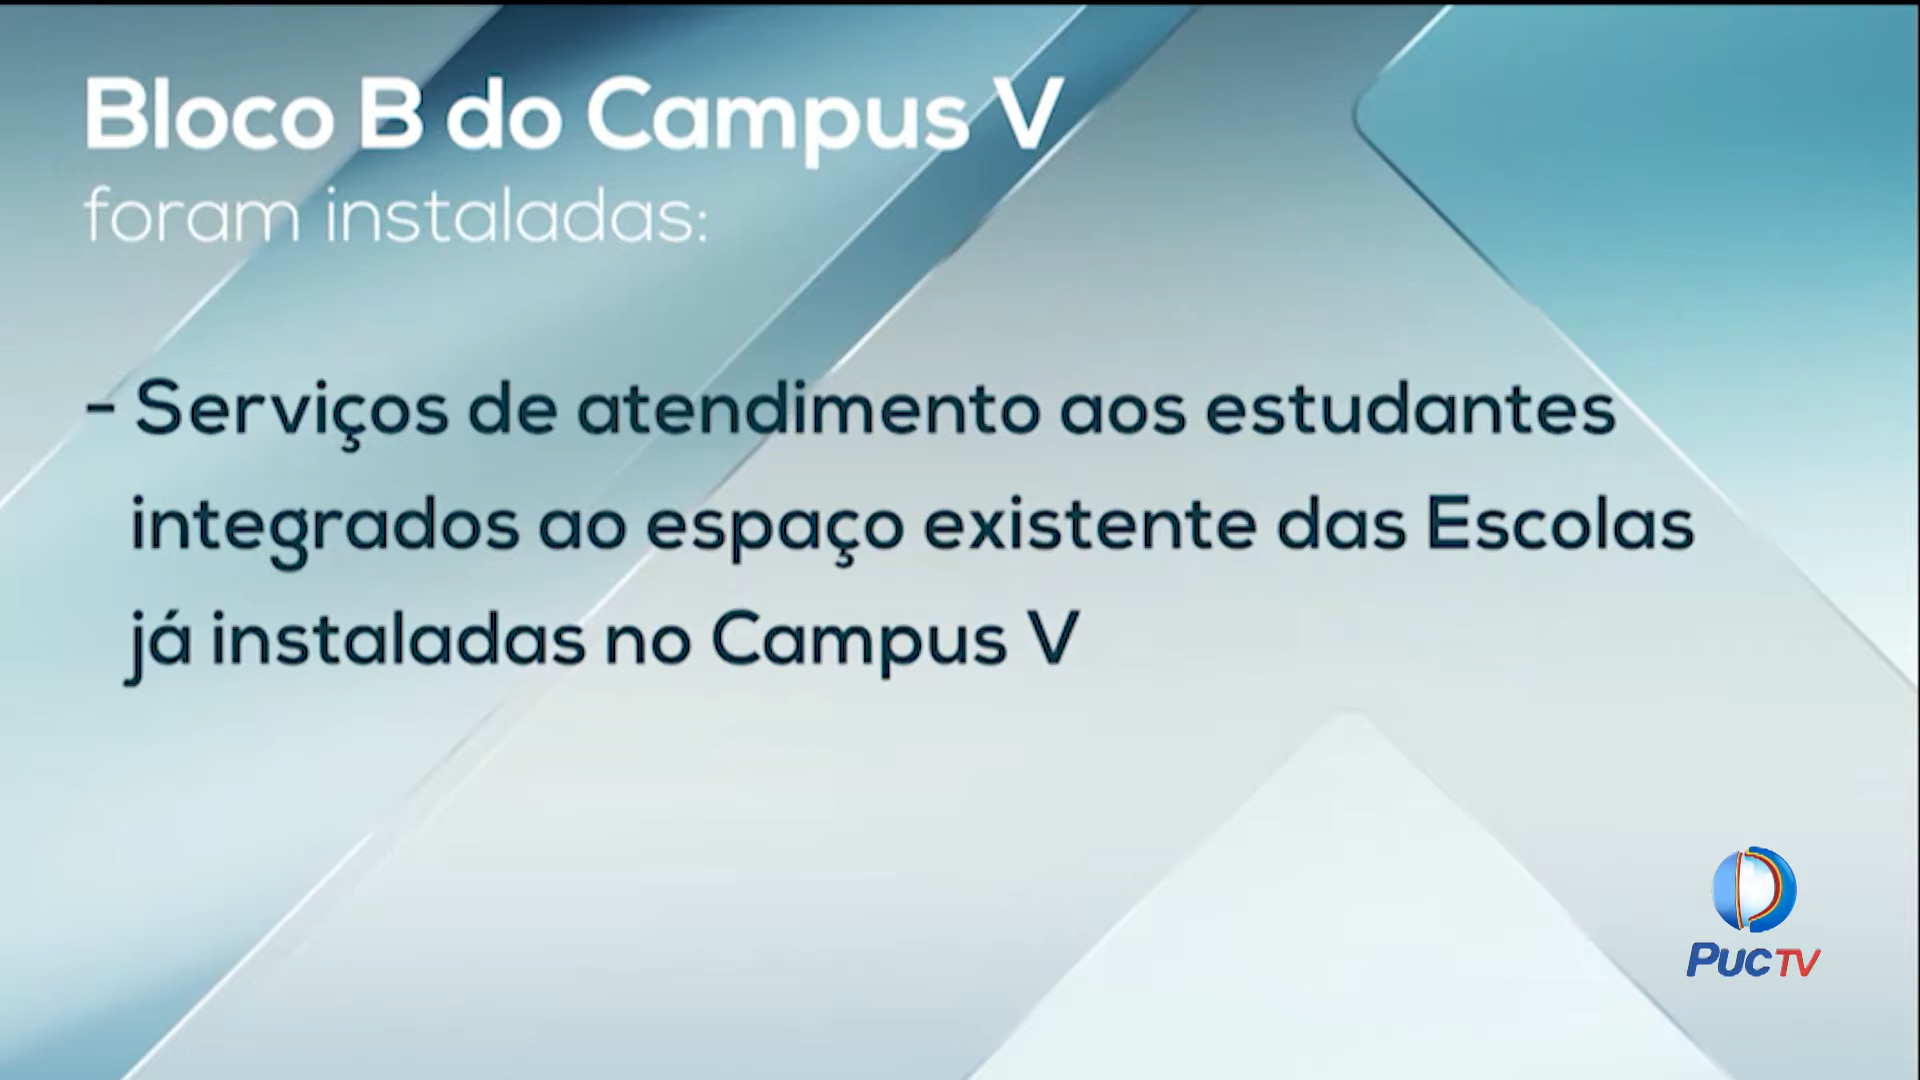 Bloco B do Campus V
foram instaladas:
- Serviços de atendimento aos estudantes
integrados ao espaço existente das Escolas
já instaladas no Campus V
PUC TV